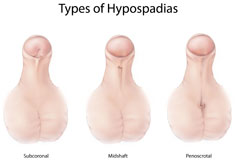 Types of Hypospadias
Subcoronal
Midshaft
Penoscrotal